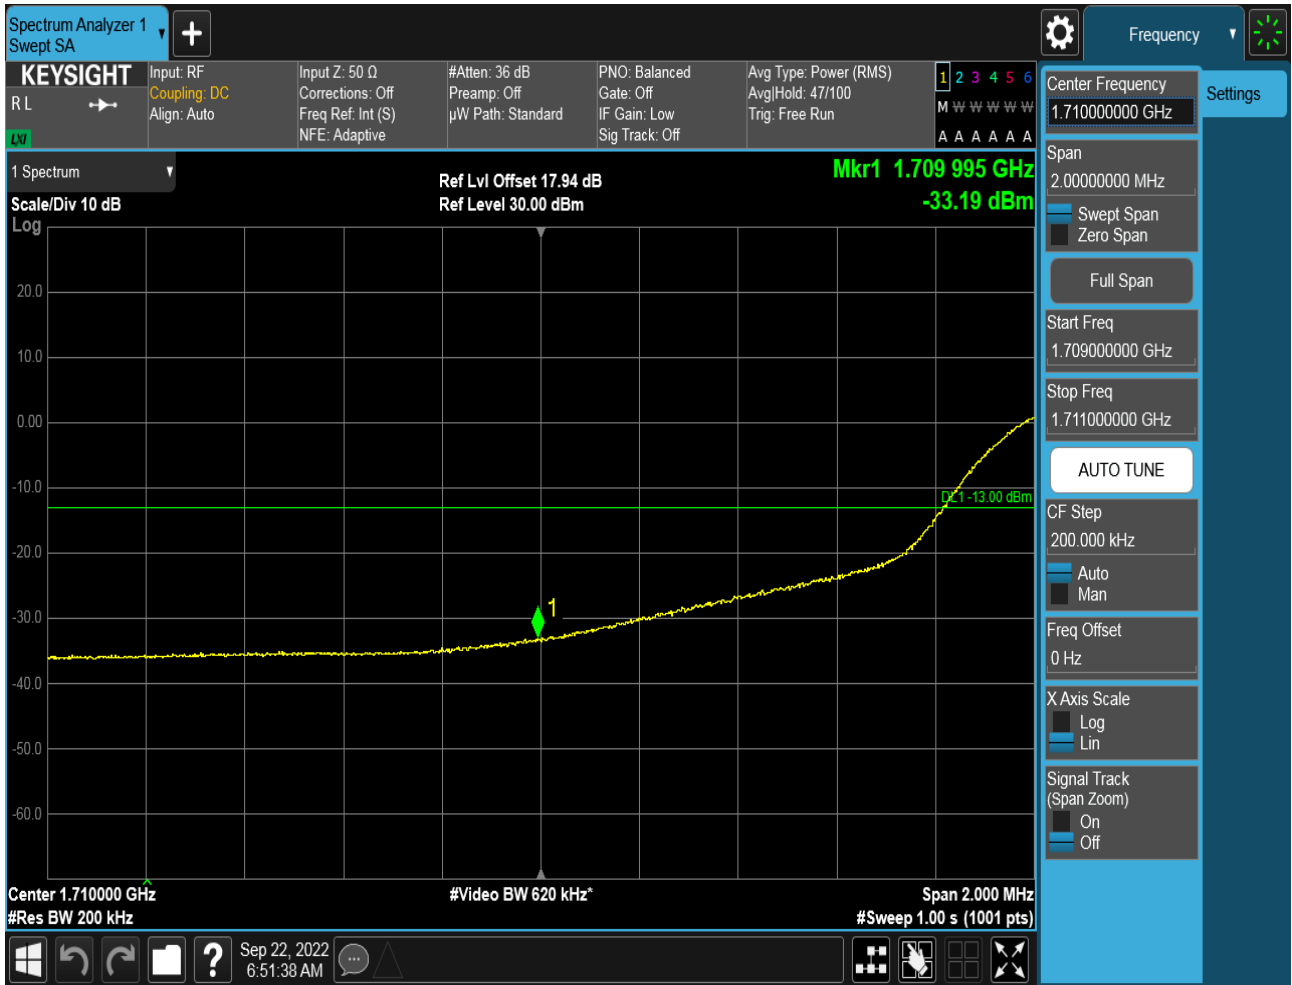 Spectrum Analyzer 1
Swept SA
Frequency
KEYSIGHT
R L
LXI
Input: RF
Coupling: DC
Align: Auto
Input Z: 50 Ω
Corrections: Off
Freq Ref: Int (S)
NFE: Adaptive
#Atten: 36 dB
Preamp: Off
µW Path: Standard
PNO: Balanced
Gate: Off
IF Gain: Low
Sig Track: Off
Avg Type: Power (RMS)
Avg|Hold: 47/100
Trig: Free Run
1 2 3 4 5 6
M W W W W W
A A A A A A
1 Spectrum
Scale/Div 10 dB
Log
Ref Lvl Offset 17.94 dB
Ref Level 30.00 dBm
Mkr1 1.709 995 GHz
-33.19 dBm
20.0
10.0
0.00
-10.0
-20.0
-30.0
-40.0
-50.0
-60.0
DL1 -13.00 dBm
1
Center 1.710000 GHz
#Res BW 200 kHz
#Video BW 620 kHz*
Span 2.000 MHz
#Sweep 1.00 s (1001 pts)
Center Frequency
1.710000000 GHz
Settings
Span
2.00000000 MHz
Swept Span
Zero Span
Full Span
Start Freq
1.709000000 GHz
Stop Freq
1.711000000 GHz
AUTO TUNE
CF Step
200.000 kHz
Auto
Man
Freq Offset
0 Hz
X Axis Scale
Log
Lin
Signal Track
(Span Zoom)
On
Off
?
Sep 22, 2022
6:51:38 AM